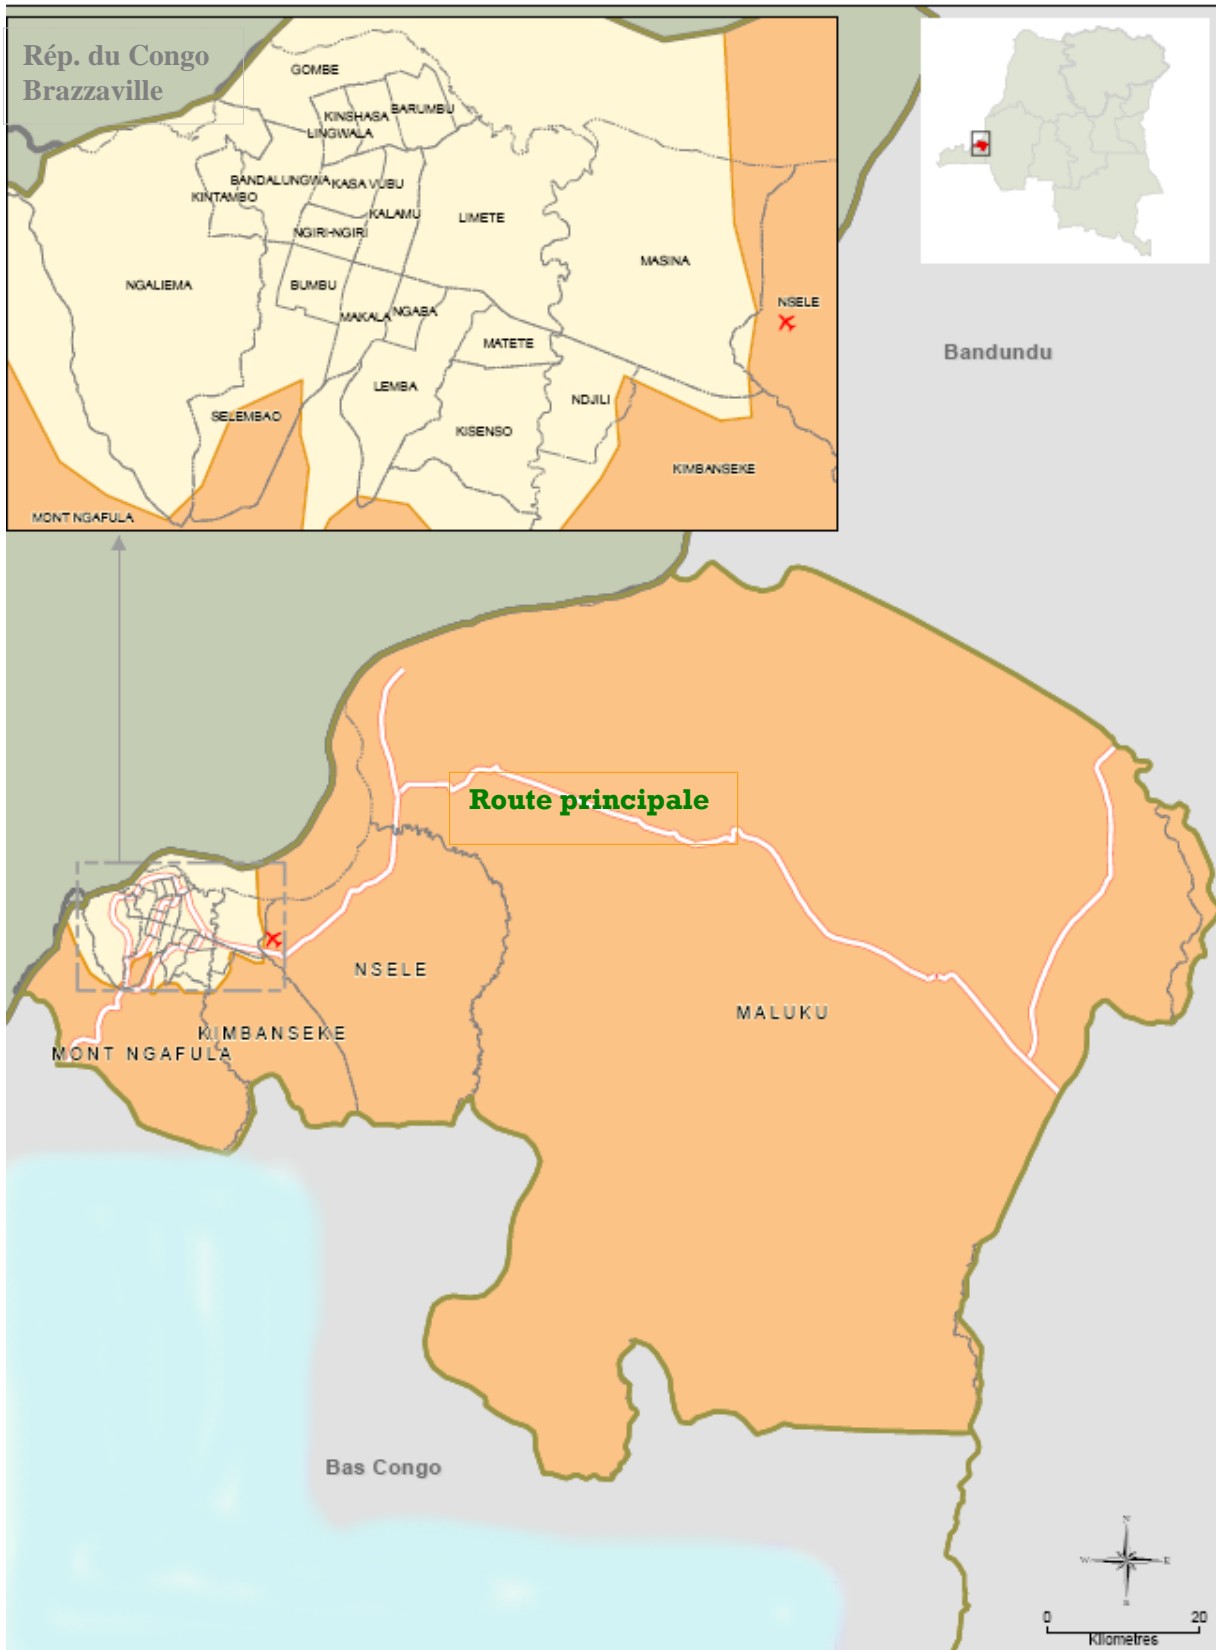 Rép. du Congo
Brazzaville
GOMBE
KINSHASA
BARUMBU
LINGWALA
BANDALUNGWA
KASA VUBU
KINTAMBO
KALAMU
LIMETE
NGIRI-NGIRI
MASINA
NGALIEMA
BUMBU
NSELE
MAKALA
NGABA
MATETE
LEMBA
NDJILI
SELEMBAO
KISENSO
KIMBANSEKE
MONT NGAFULA
Bandundu
Route principale
NSELE
MALUKU
KIMBANSEKE
MONT NGAFULA
Bas Congo
N
W
E
S
0
20
Kilometres